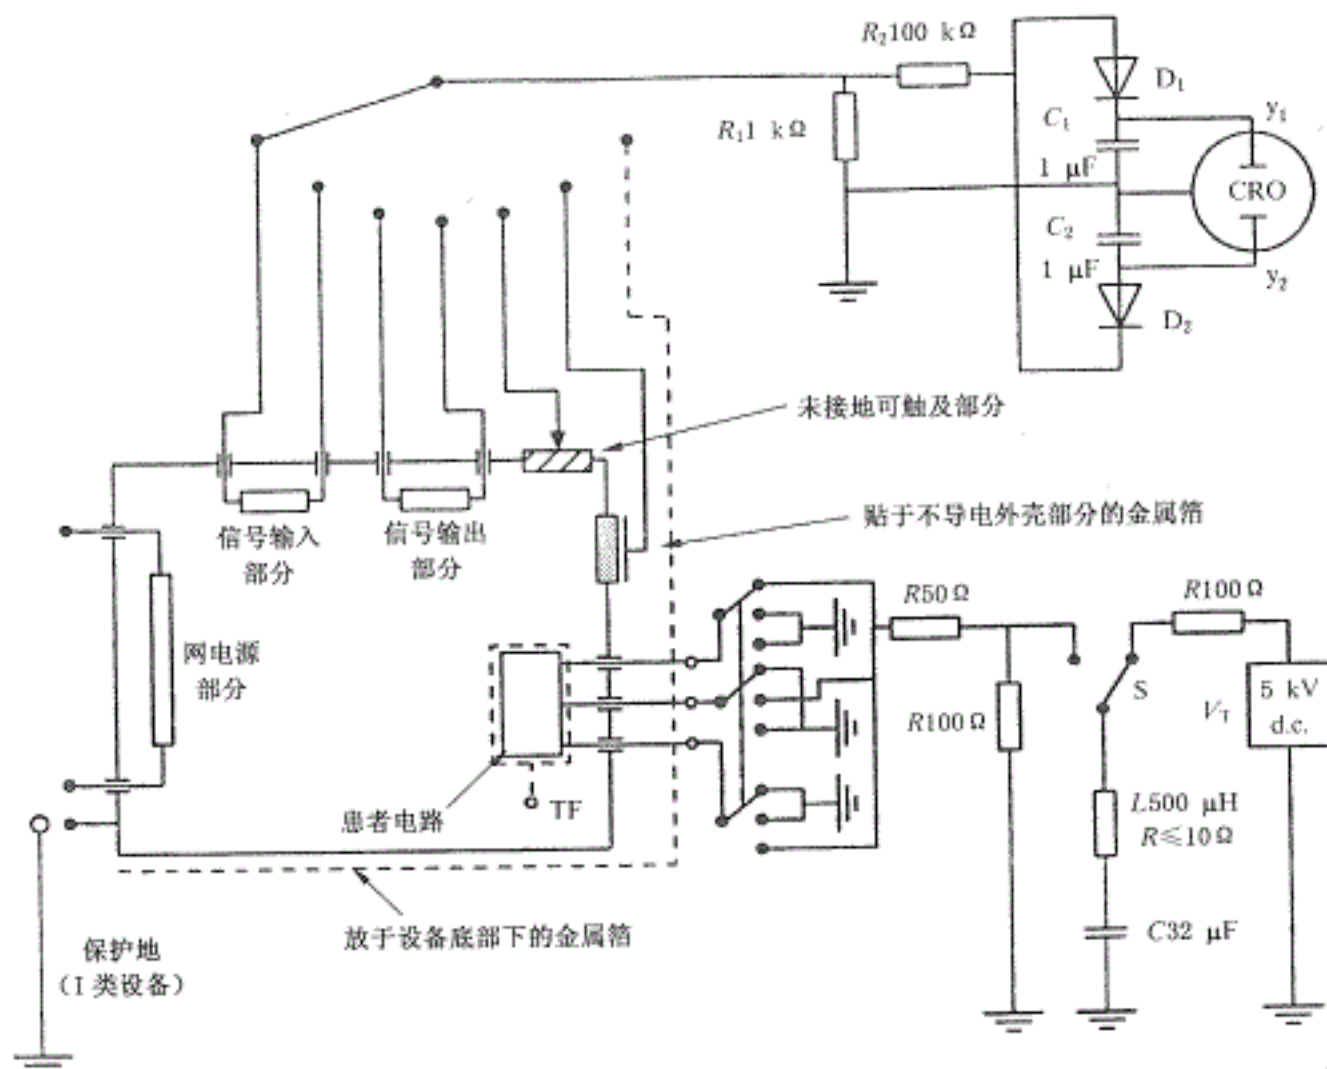 R₂100 kΩ
D₁
C₁
y₁
R₁1 kΩ
1 μF
CRO
C₂
1 μF
y₂
D₂
未接地可触及部分
贴于不导电外壳部分的金属箔
信号输入
部分
信号输出
部分
R50 Ω
R100 Ω
网电源
部分
S
5 kV
d.c.
V_T
R100 Ω
患者电路
TF
L500 μH
R≤10 Ω
放于设备底部下的金属箔
C32 μF
保护地
(I 类设备)